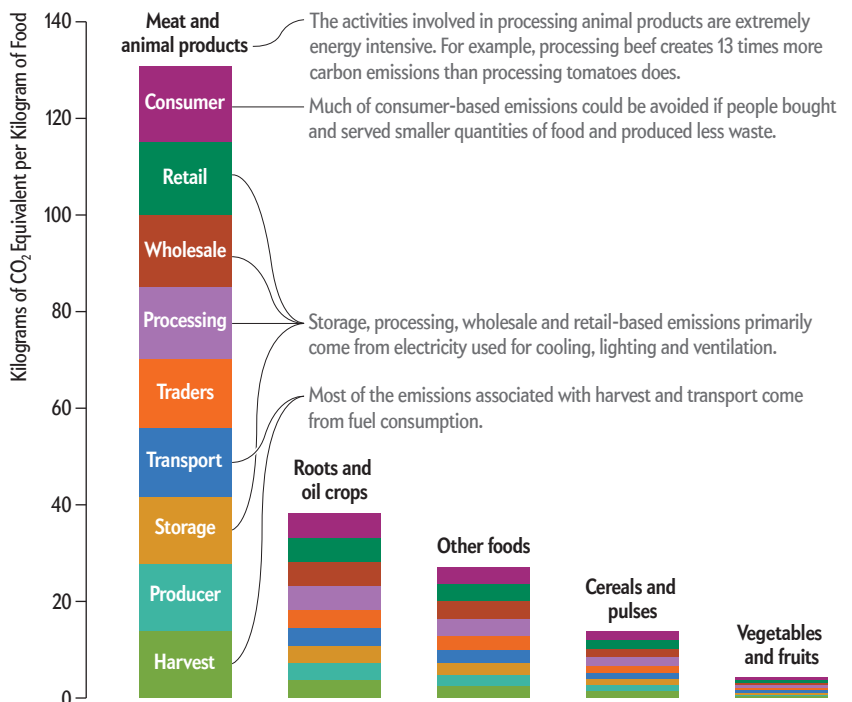 Kilograms of CO₂ Equivalent per Kilogram of Food
140
120
100
80
60
40
20
0
Meat and
animal products
The activities involved in processing animal products are extremely
energy intensive. For example, processing beef creates 13 times more
carbon emissions than processing tomatoes does.
Consumer
Much of consumer-based emissions could be avoided if people bought
and served smaller quantities of food and produced less waste.
Retail
Wholesale
Processing
Storage, processing, wholesale and retail-based emissions primarily
come from electricity used for cooling, lighting and ventilation.
Traders
Most of the emissions associated with harvest and transport come
from fuel consumption.
Transport
Storage
Producer
Harvest
Roots and
oil crops
Other foods
Cereals and
pulses
Vegetables
and fruits